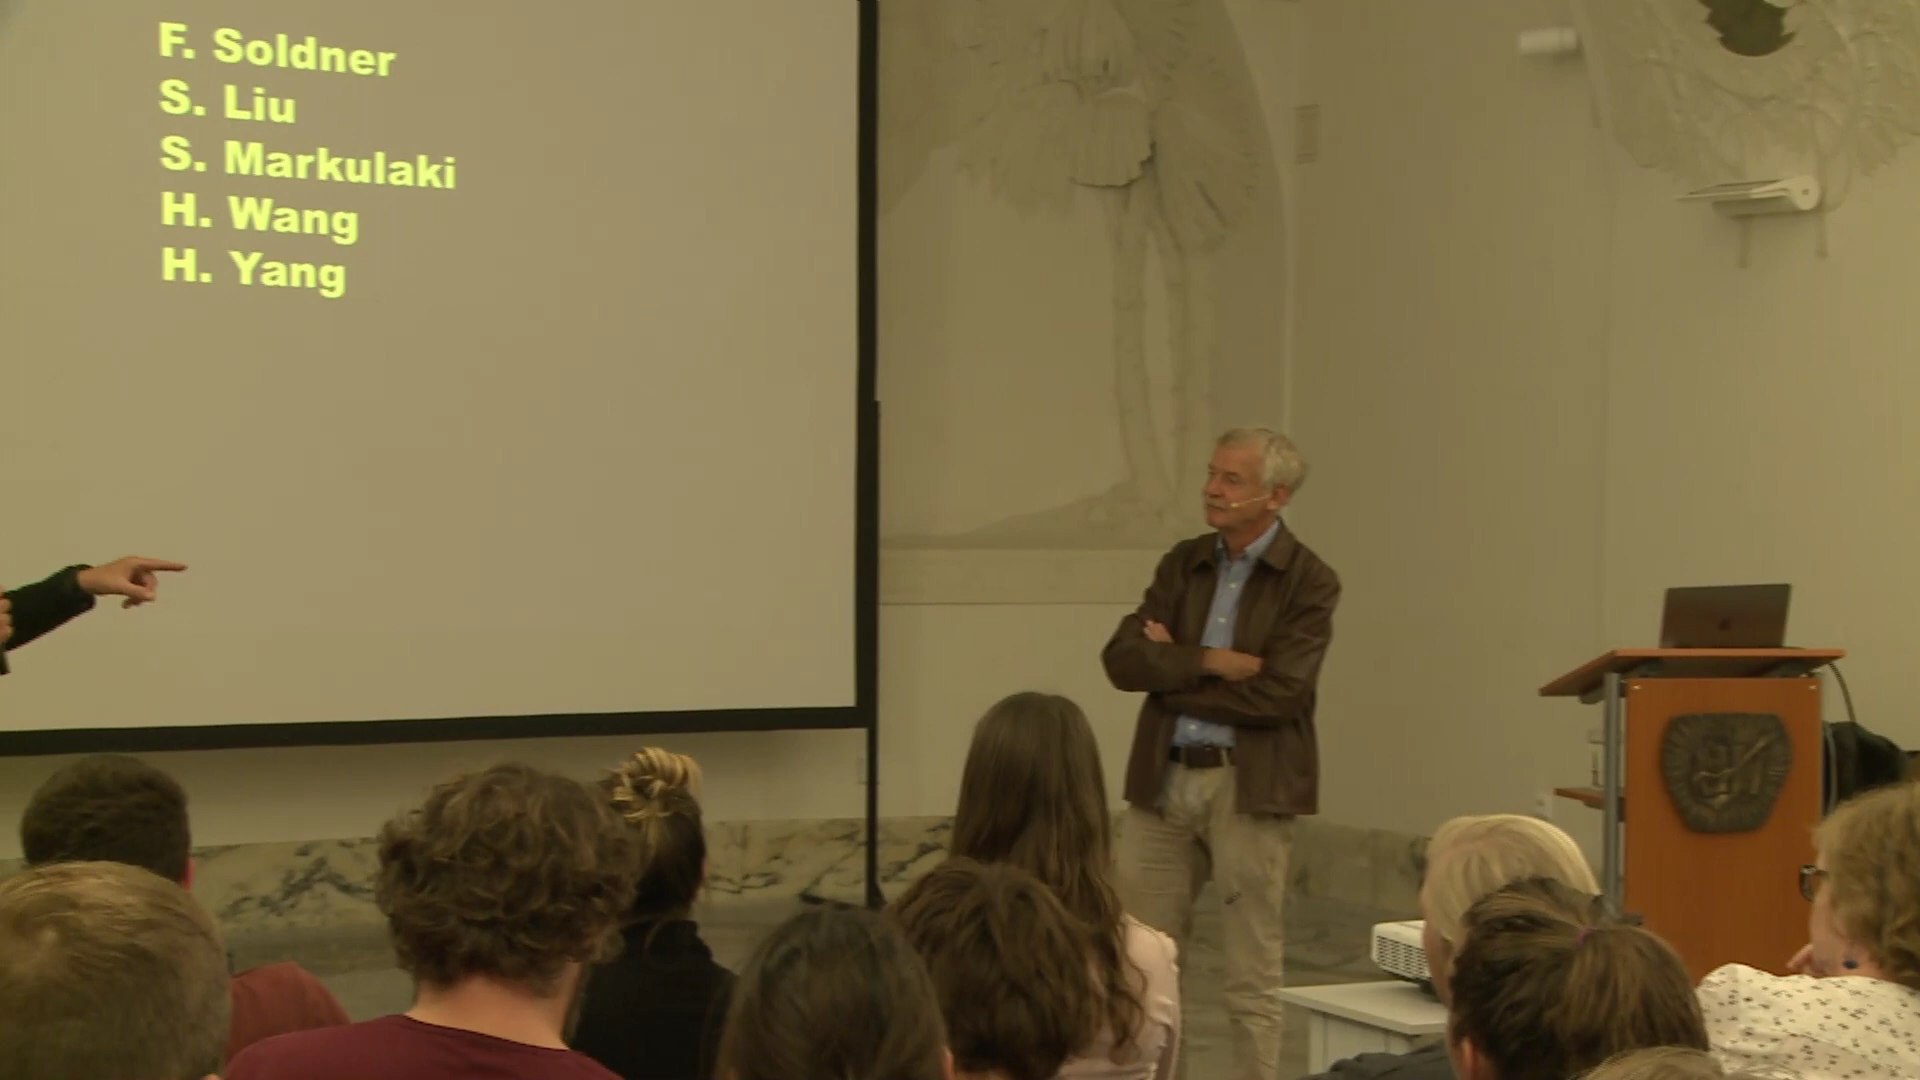 F. Soldner
S. Liu
S. Markulaki
H. Wang
H. Yang